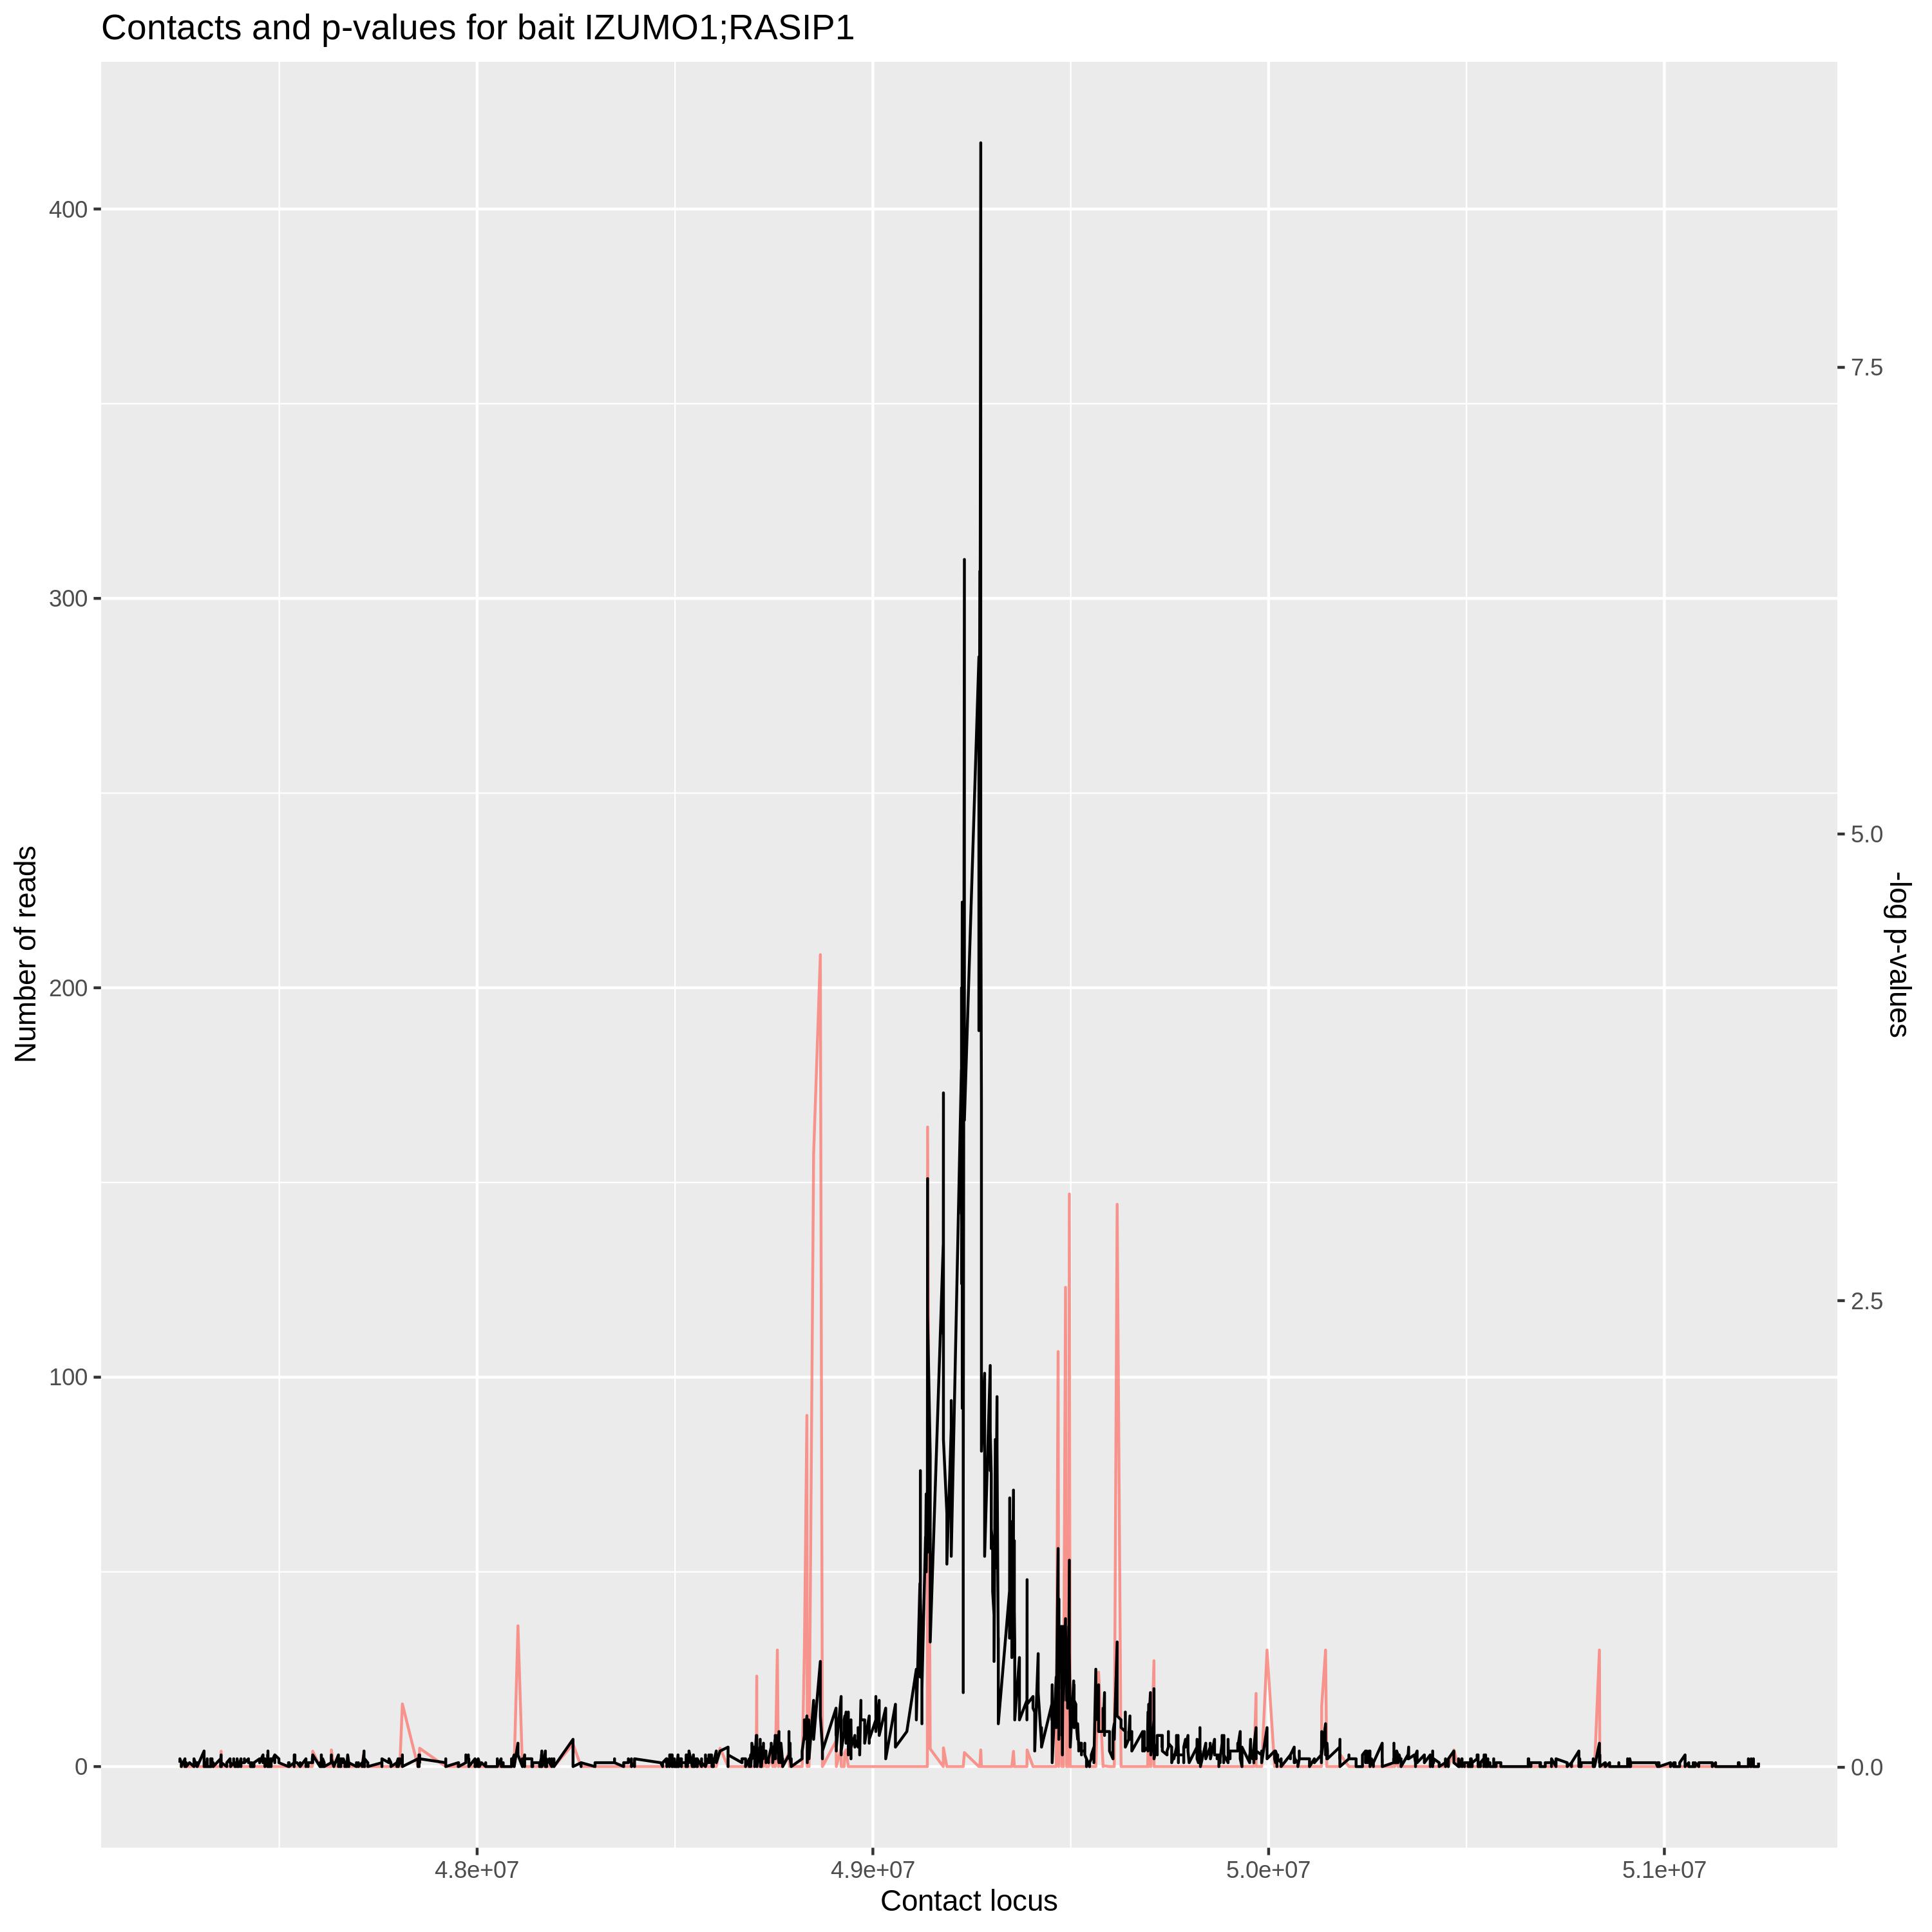 Contacts and p-values for bait IZUMO1;RASIP1
400
300
200
100
0
Number of reads
7.5
5.0
2.5
0.0
-log p-values
4.8e+07
4.9e+07
5.0e+07
5.1e+07
Contact locus